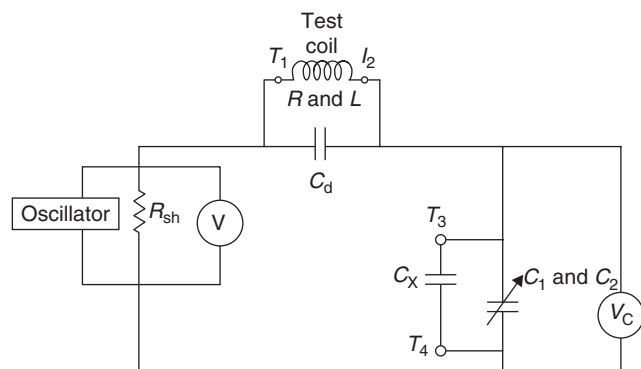 Test
coil
T1 I2
R and L
Cd
Oscillator
Rsh
V
T3
CX
C1 and C2
VC
T4